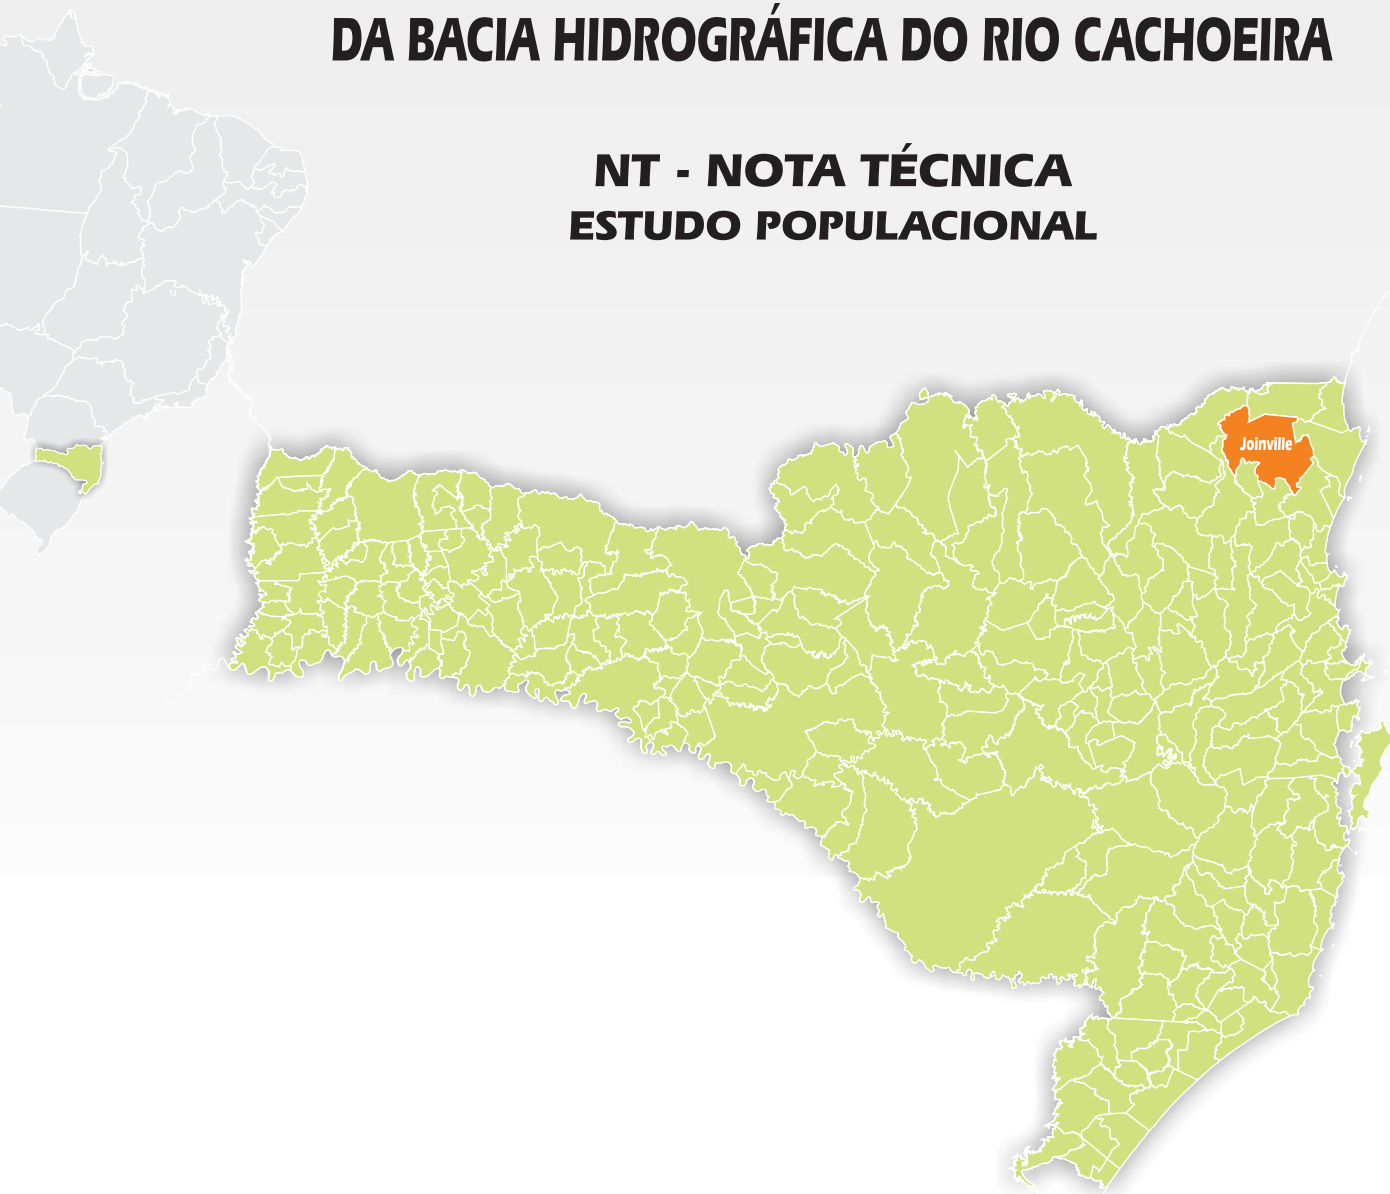 DA BACIA HIDROGRÁFICA DO RIO CACHOEIRA
NT - NOTA TÉCNICA
ESTUDO POPULACIONAL
Joinville